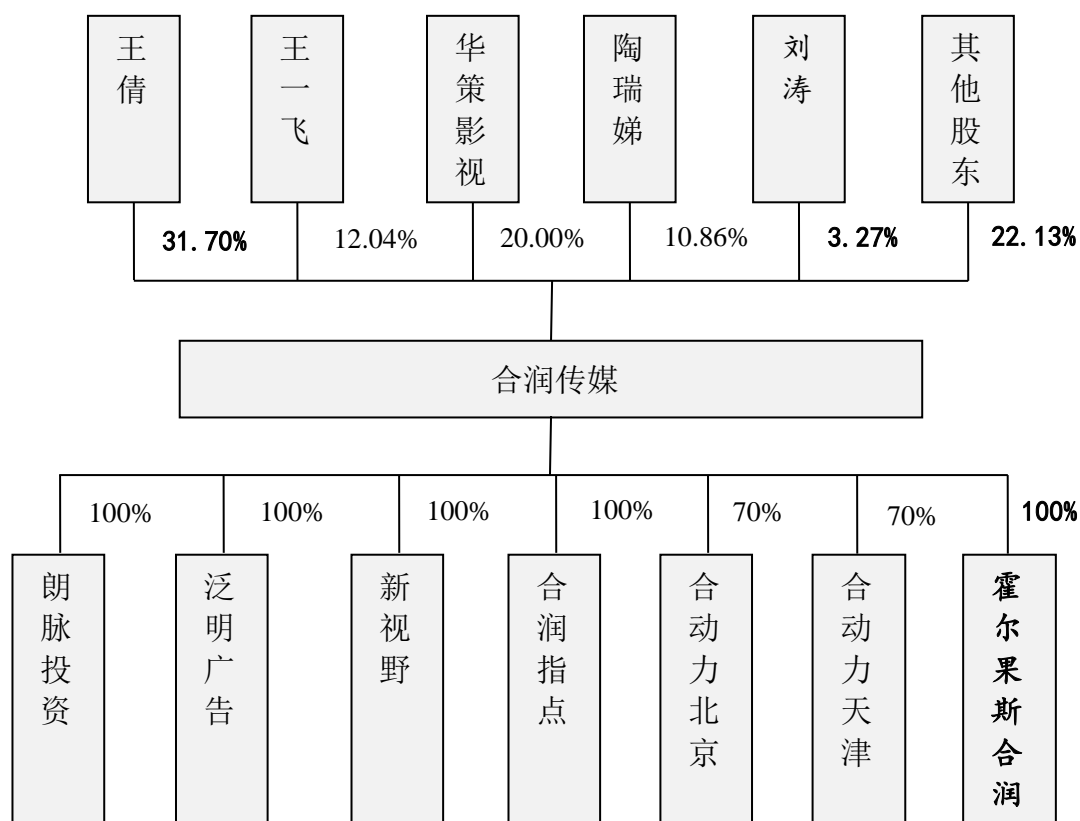 王倩
王一飞
华策影视
陶瑞娣
刘涛
其他股东
31.70%
12.04%
20.00%
10.86%
3.27%
22.13%
合润传媒
100%
100%
100%
100%
70%
70%
100%
朗脉投资
泛明广告
新视野
合润指点
合动力北京
合动力天津
霍尔果斯合润